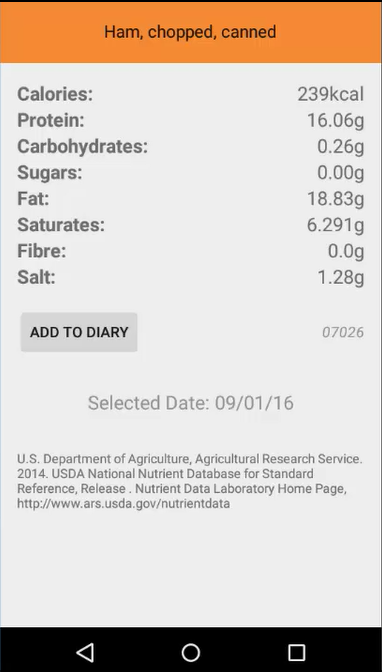 Ham, chopped, canned
Calories: 239kcal
Protein: 16.06g
Carbohydrates: 0.26g
Sugars: 0.00g
Fat: 18.83g
Saturates: 6.291g
Fibre: 0.0g
Salt: 1.28g
ADD TO DIARY 07026
Selected Date: 09/01/16
U.S. Department of Agriculture, Agricultural Research Service.
2014. USDA National Nutrient Database for Standard
Reference, Release . Nutrient Data Laboratory Home Page,
http://www.ars.usda.gov/nutrientdata